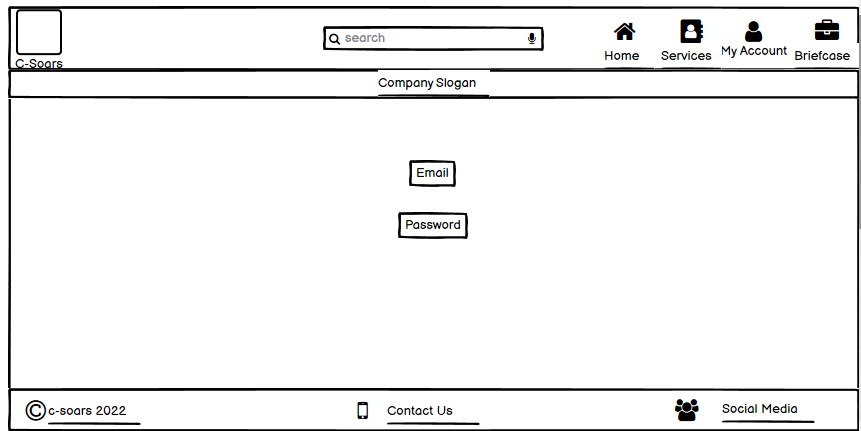 C-Soars
search
Home
Services
My Account
Briefcase
Company Slogan
Email
Password
© c-soars 2022
Contact Us
Social Media